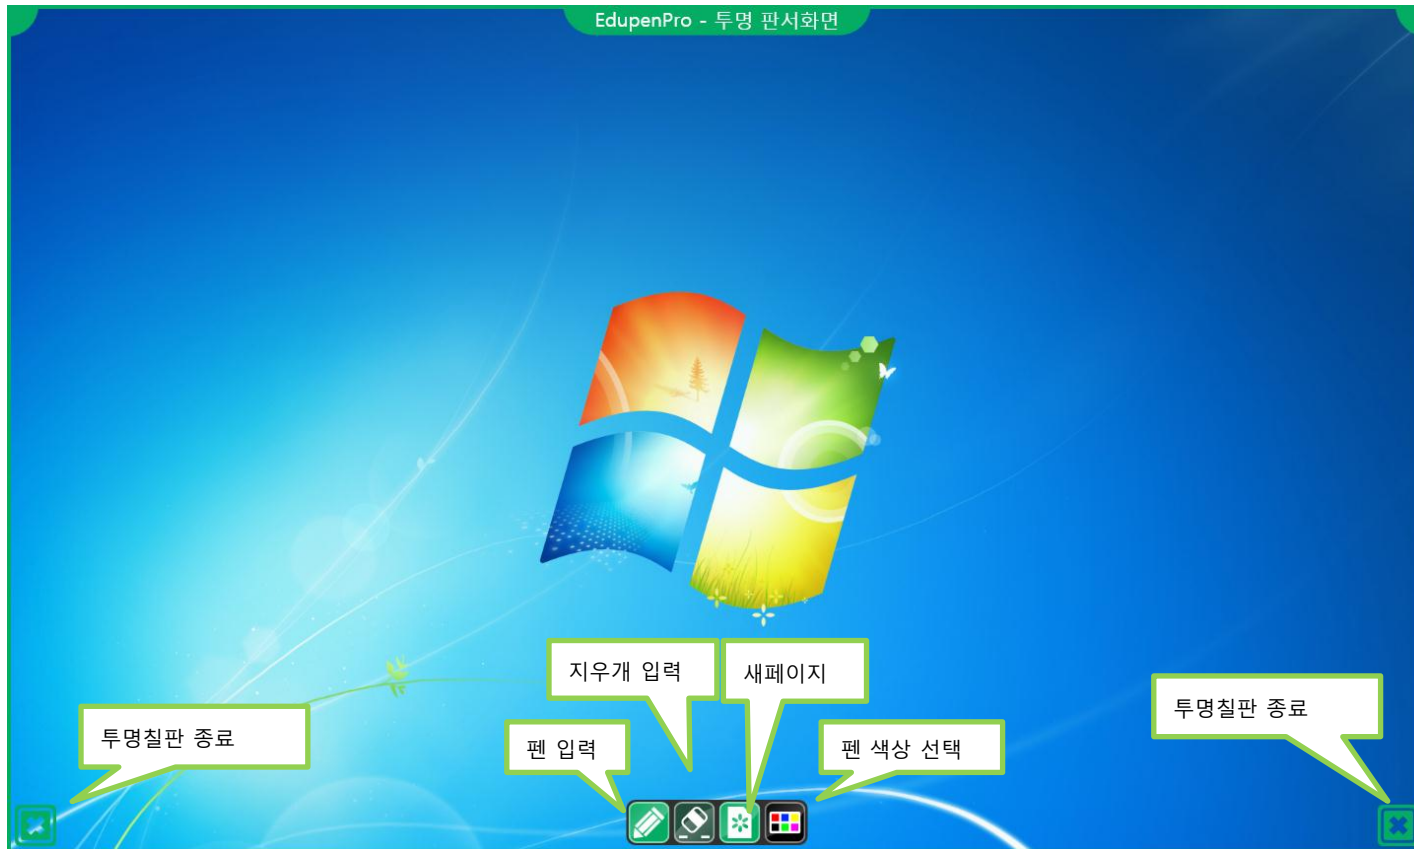 EdupenPro - 투명 판서화면
지우개 입력
새페이지
투명칠판 종료
투명칠판 종료
펜 입력
펜 색상 선택